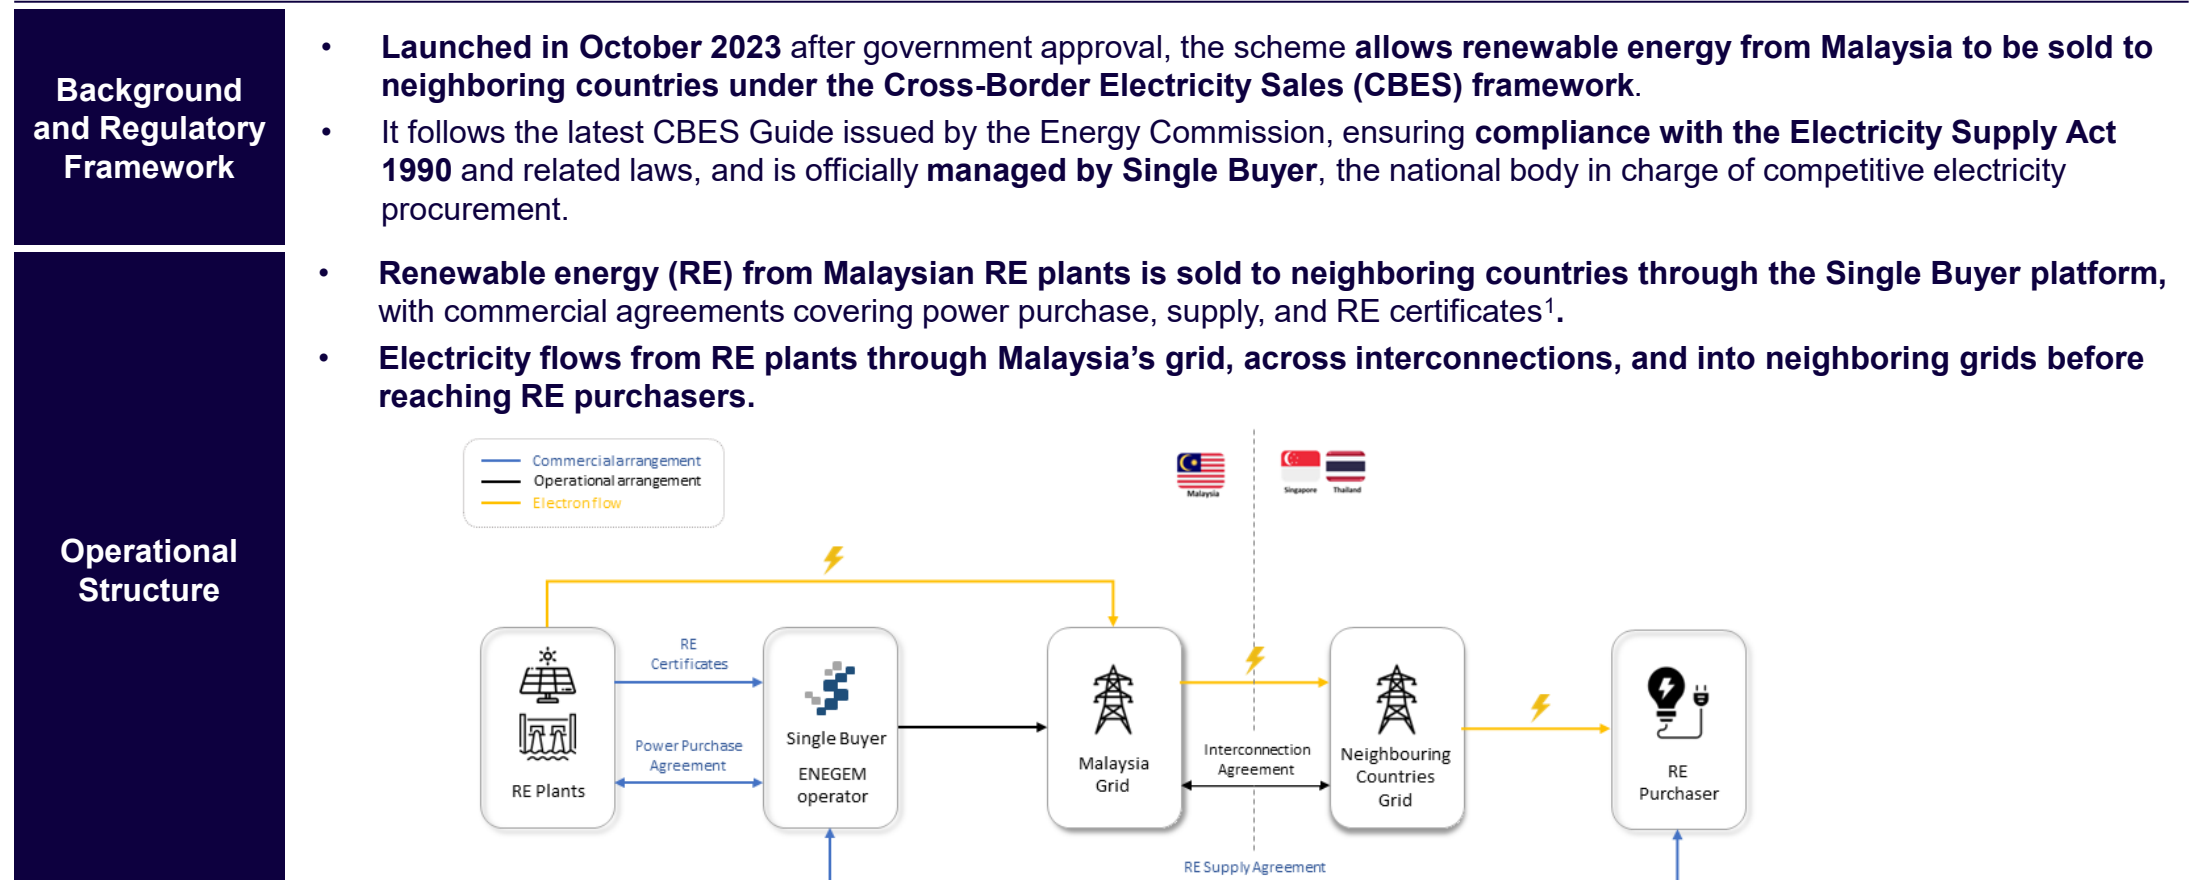 Background
and Regulatory
Framework
• Launched in October 2023 after government approval, the scheme allows renewable energy from Malaysia to be sold to
neighboring countries under the Cross-Border Electricity Sales (CBES) framework.
• It follows the latest CBES Guide issued by the Energy Commission, ensuring compliance with the Electricity Supply Act
1990 and related laws, and is officially managed by Single Buyer, the national body in charge of competitive electricity
procurement.
Operational
Structure
• Renewable energy (RE) from Malaysian RE plants is sold to neighboring countries through the Single Buyer platform,
with commercial agreements covering power purchase, supply, and RE certificates¹.
• Electricity flows from RE plants through Malaysia’s grid, across interconnections, and into neighboring grids before
reaching RE purchasers.
Commercial arrangement
Operational arrangement
Electron flow
Malaysia
Singapore
Thailand
RE Plants
RE
Certificates
Power Purchase
Agreement
Single Buyer
ENEGEM
operator
Malaysia
Grid
Interconnection
Agreement
Neighbouring
Countries
Grid
RE
Purchaser
RE Supply Agreement